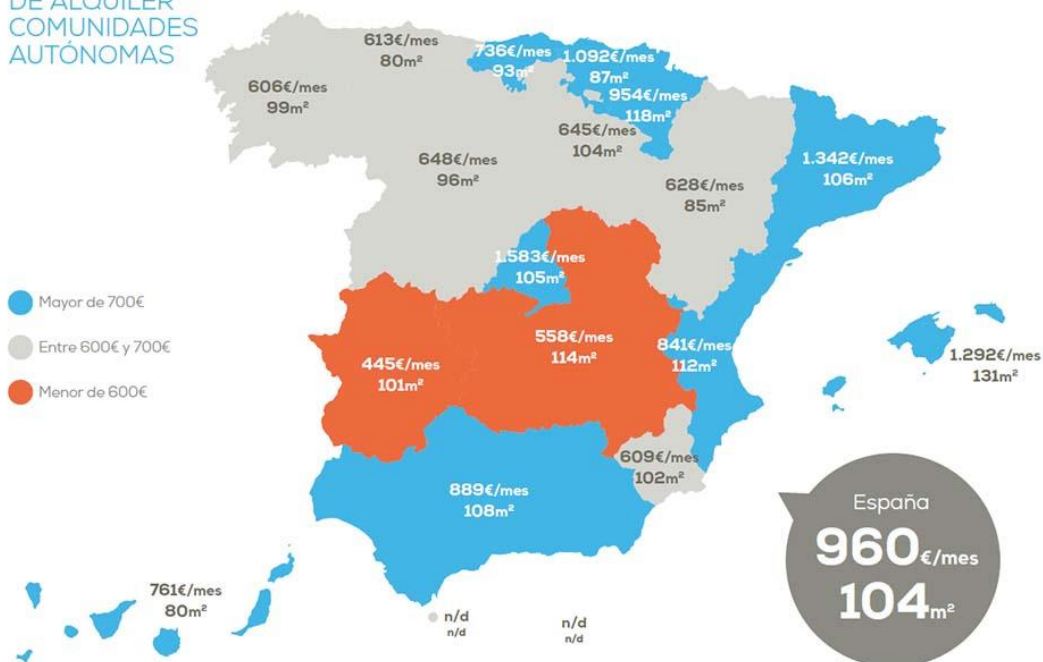 DE ALQUILER
COMUNIDADES
AUTÓNOMAS
613€/mes
80m²
736€/mes
93m²
1.092€/mes
87m²
606€/mes
99m²
954€/mes
118m²
645€/mes
104m²
648€/mes
96m²
1.342€/mes
106m²
628€/mes
85m²
1.583€/mes
105m²
Mayor de 700€
Entre 600€ y 700€
Menor de 600€
558€/mes
114m²
841€/mes
112m²
445€/mes
101m²
1.292€/mes
131m²
609€/mes
102m²
889€/mes
108m²
España
960€/mes
104m²
761€/mes
80m²
n/d
n/d
n/d
n/d